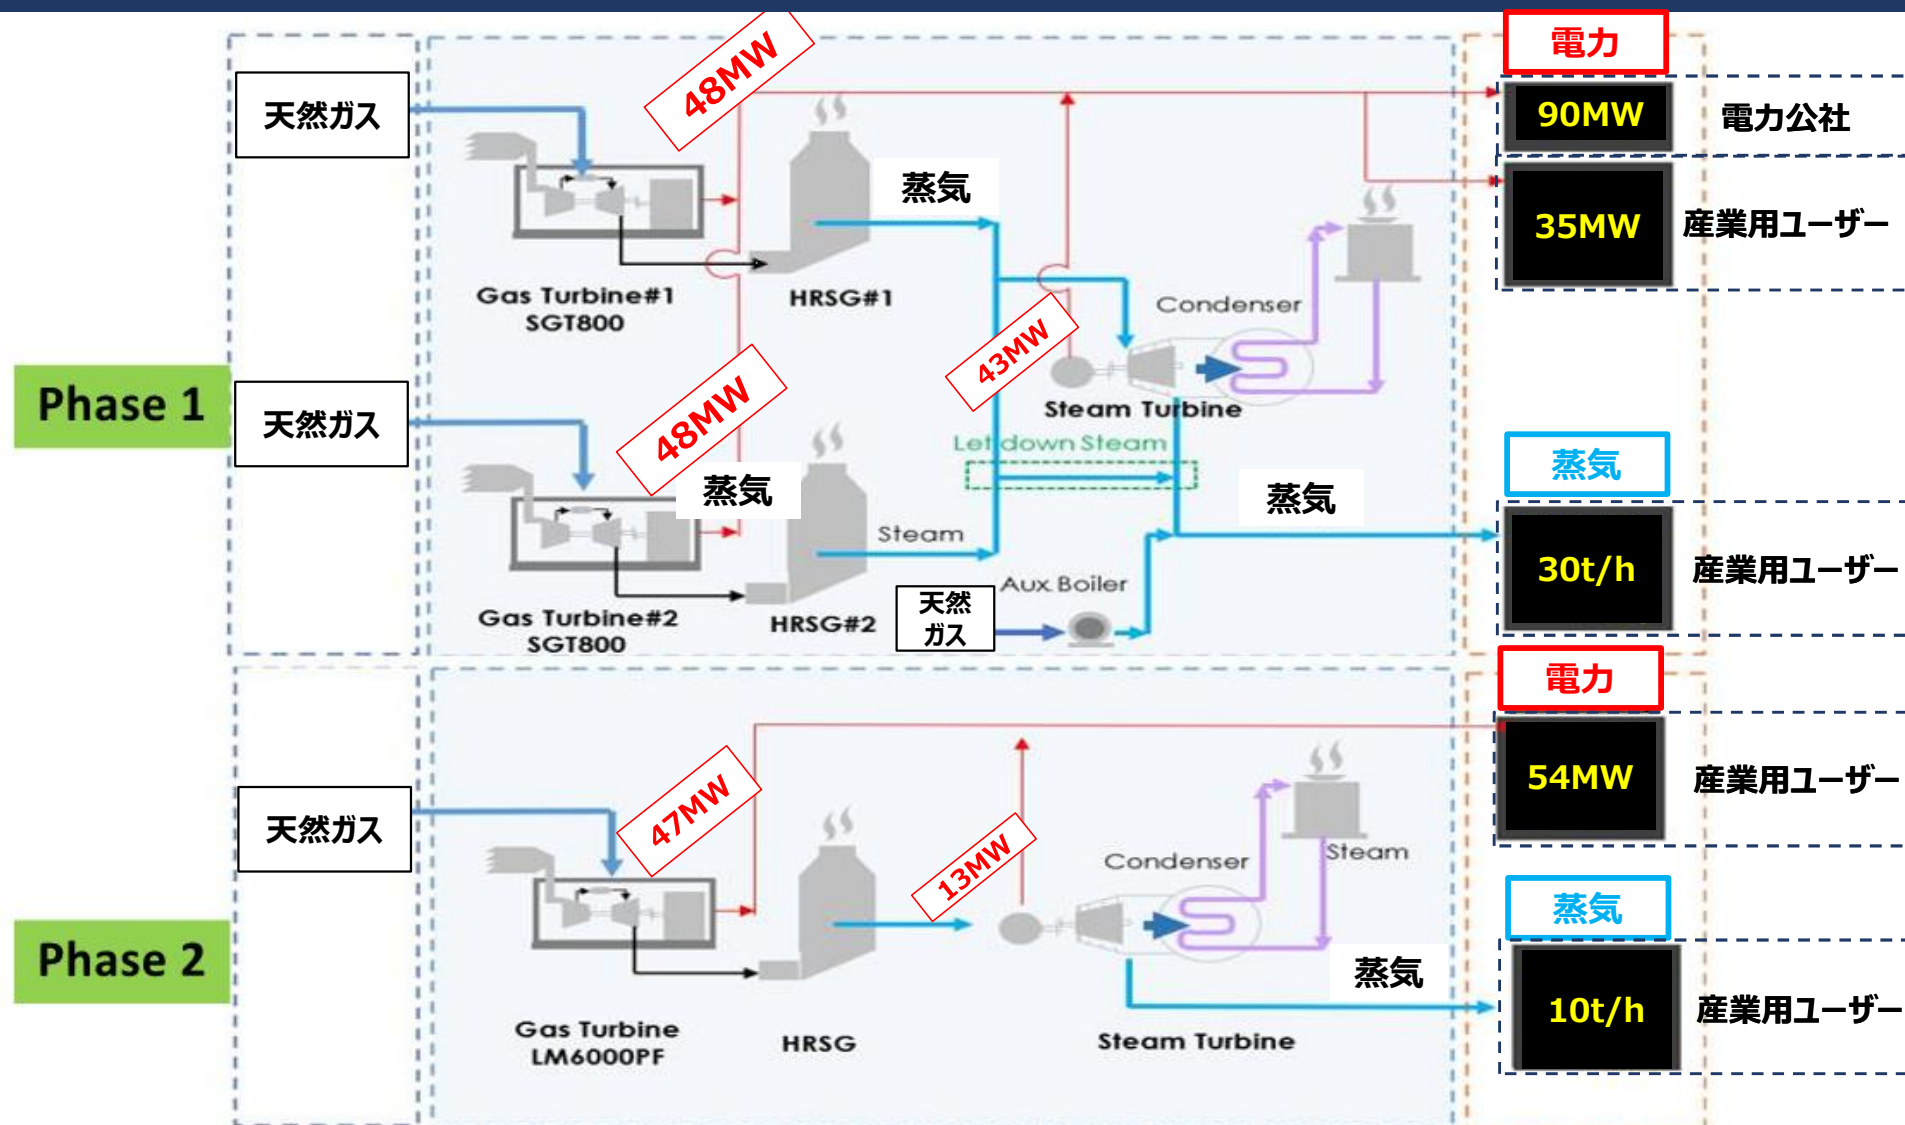 電力
48MW
天然ガス
90MW
電力公社
蒸気
35MW
産業用ユーザー
Gas Turbine#1
SGT800
HRSG#1
Condenser
43MW
Steam Turbine
Phase 1
天然ガス
48MW
Let down Steam
蒸気
蒸気
蒸気
Steam
30t/h
産業用ユーザー
Aux Boiler
天然
ガス
Gas Turbine#2
SGT800
HRSG#2
電力
54MW
産業用ユーザー
天然ガス
47MW
13MW
Condenser
Steam
蒸気
Phase 2
蒸気
10t/h
産業用ユーザー
Gas Turbine
LM6000PF
HRSG
Steam Turbine